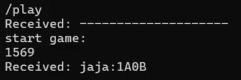 /play
Received: --------------------
start game:
1569
Received: jaja:1A0B